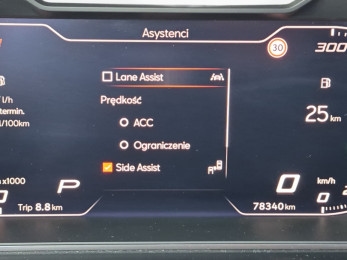 Asystenci
30
300
Lane Assist
l/h
Prędkość
termin.
/100km
ACC
25 km
Ograniczenie
Side Assist
x1000
P
0
km/h
0
Trip 8.8 km
78340 km